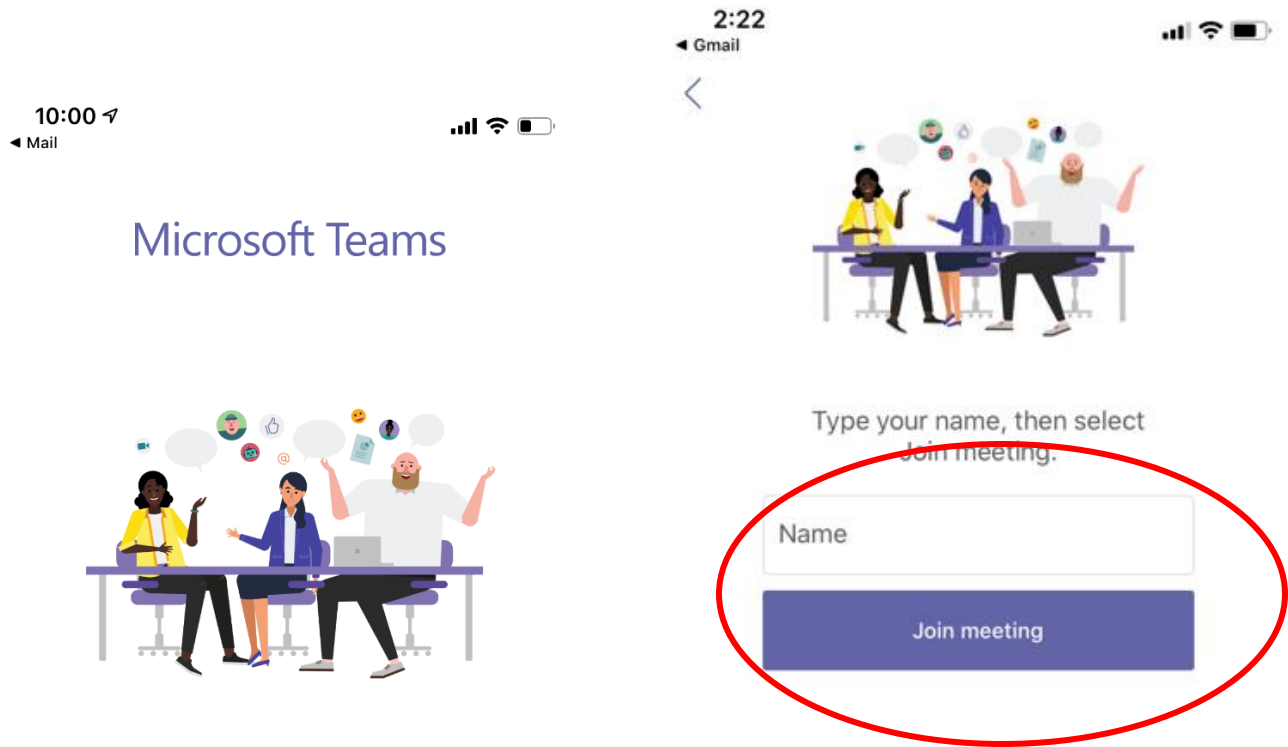 10:00
◀ Mail
Microsoft Teams
@
2:22
◀ Gmail
@
Type your name, then select
Join meeting.
Name
Join meeting